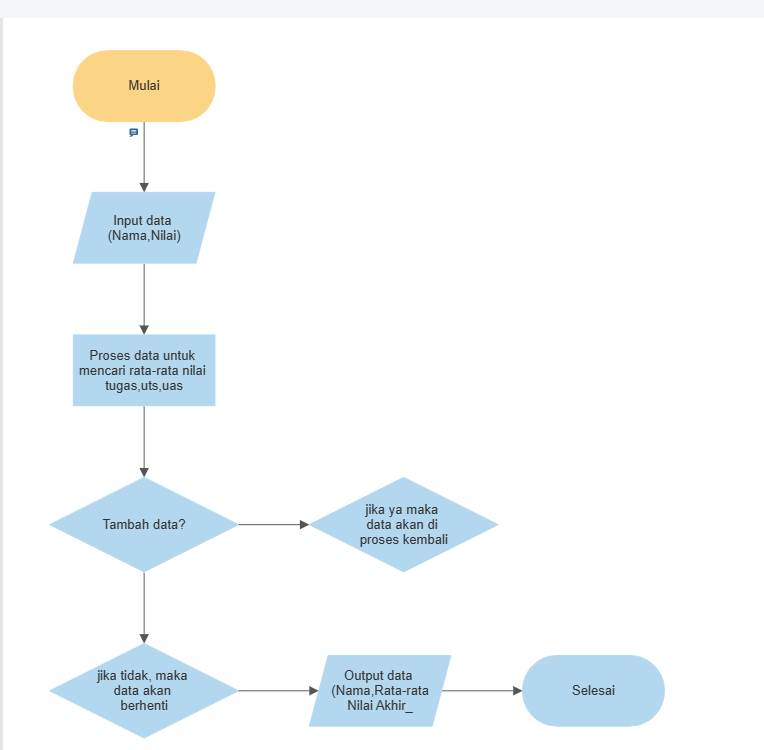 Mulai
Input data
(Nama,Nilai)
Proses data untuk
mencari rata-rata nilai
tugas,uts,uas
Tambah data?
jika ya maka
data akan di
proses kembali
jika tidak, maka
data akan
berhenti
Output data
(Nama,Rata-rata
Nilai Akhir_
Selesai